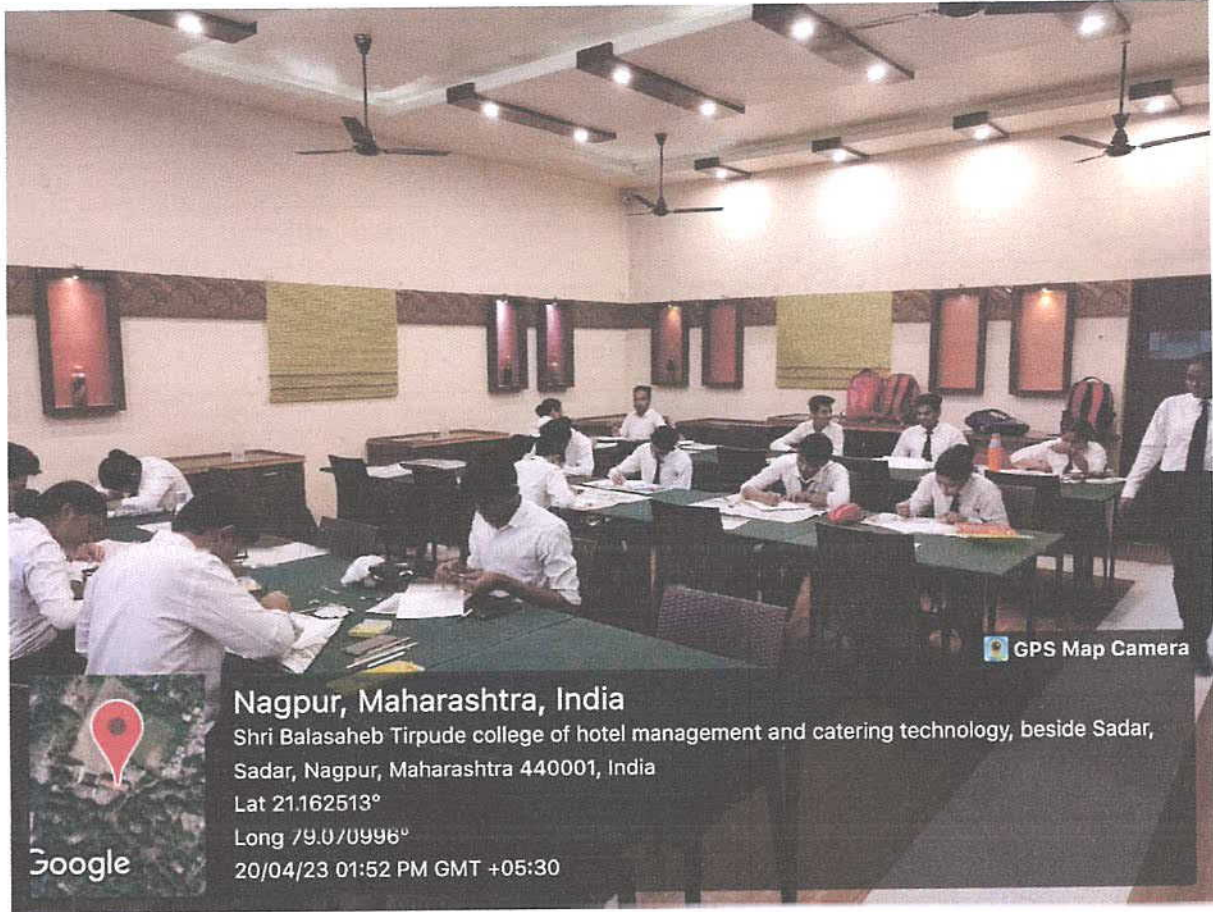 GPS Map Camera
Nagpur, Maharashtra, India
Shri Balasaheb Tirpude college of hotel management and catering technology, beside Sadar,
Sadar, Nagpur, Maharashtra 440001, India
Lat 21.162513°
Long 79.070996°
20/04/23 01:52 PM GMT +05:30
Google